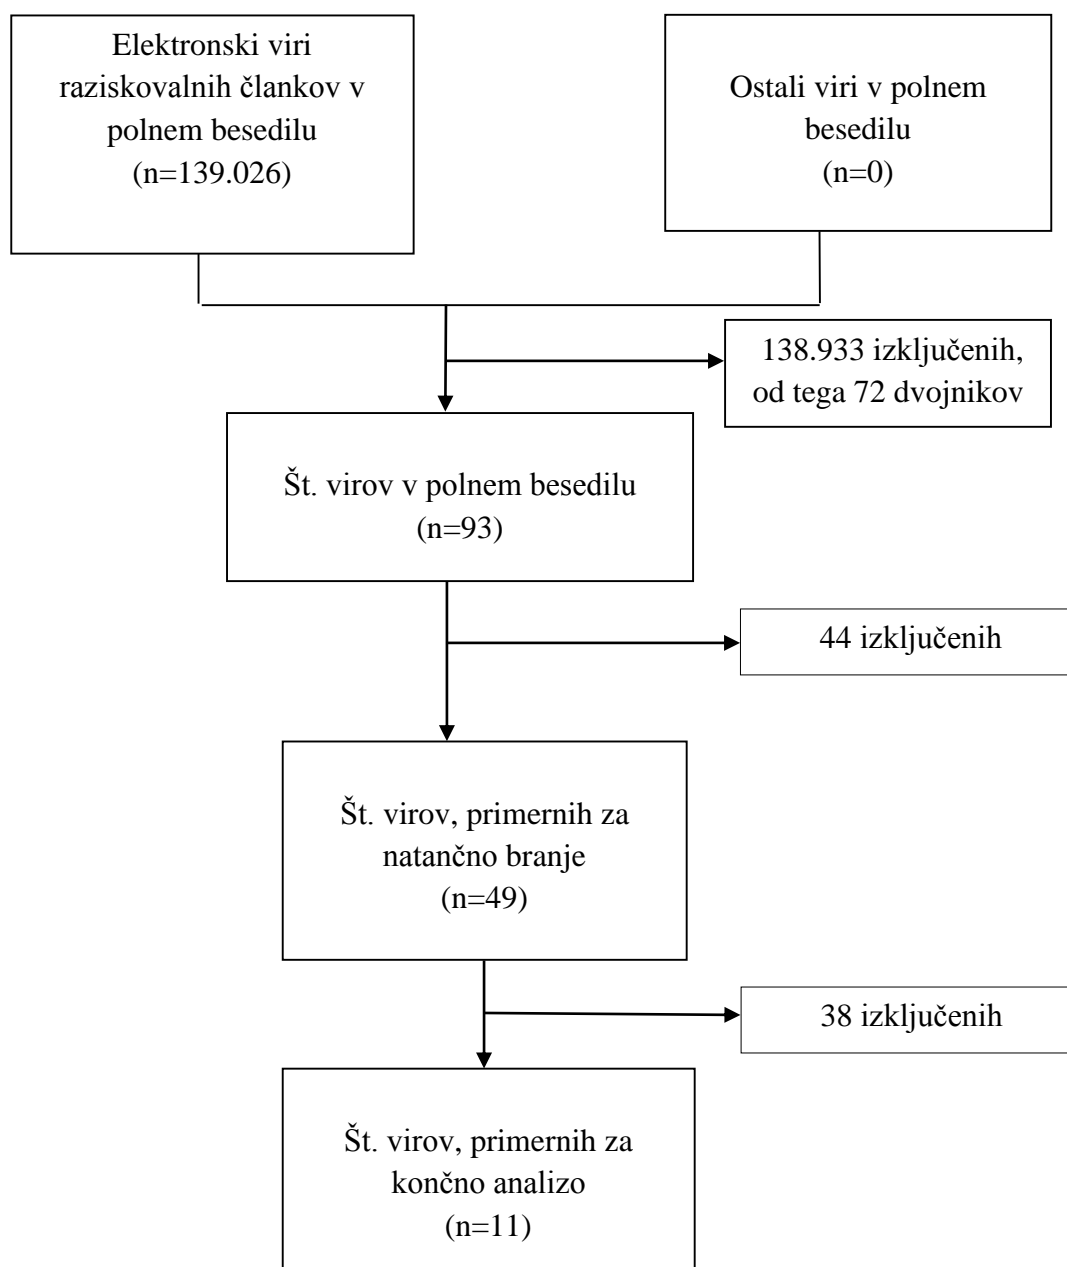 Elektronski viri
raziskovalnih člankov v
polnem besedilu
(n=139.026)
Ostali viri v polnem
besedilu
(n=0)
138.933 izključenih,
od tega 72 dvojnikov
Št. virov v polnem besedilu
(n=93)
44 izključenih
Št. virov, primernih za
natančno branje
(n=49)
38 izključenih
Št. virov, primernih za
končno analizo
(n=11)